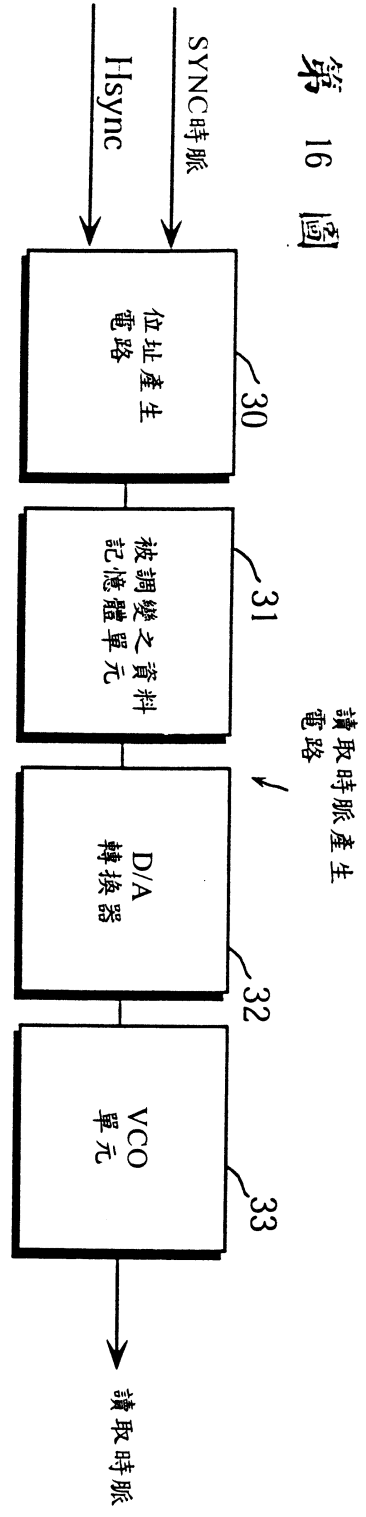 第 16 圖
讀取時脈產生
電路
SYNC時脈
Hsync
30
位址產生
電路
31
被調變之資料
記憶體單元
32
D/A
轉換器
33
VCO
單元
讀取時脈